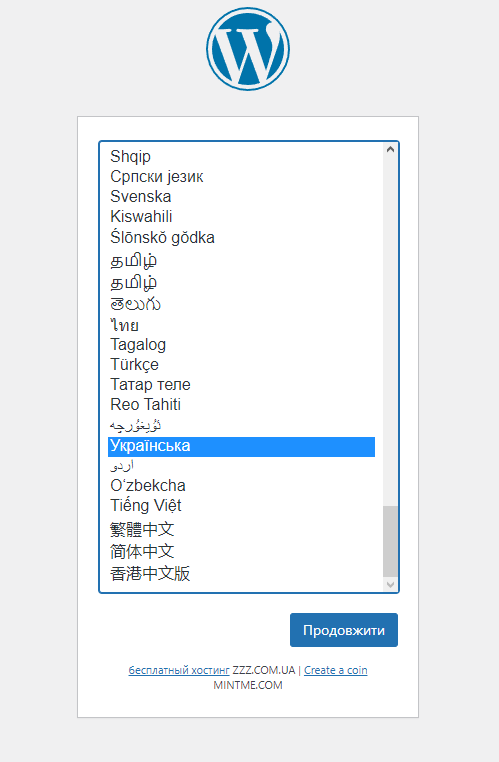 Shqip
Српски језик
Svenska
Kiswahili
Ślōnskŏ gŏdka
தமிழ்
தமிழ்
తెలుగు
ไทย
Tagalog
Türkçe
Татар теле
Reo Tahiti
ئۇيغۇرچە
Українська
اردو
O‘zbekcha
Tiếng Việt
繁體中文
简体中文
香港中文版
Продовжити
бесплатный хостинг ZZZ.COM.UA | Create a coin
MINTME.COM